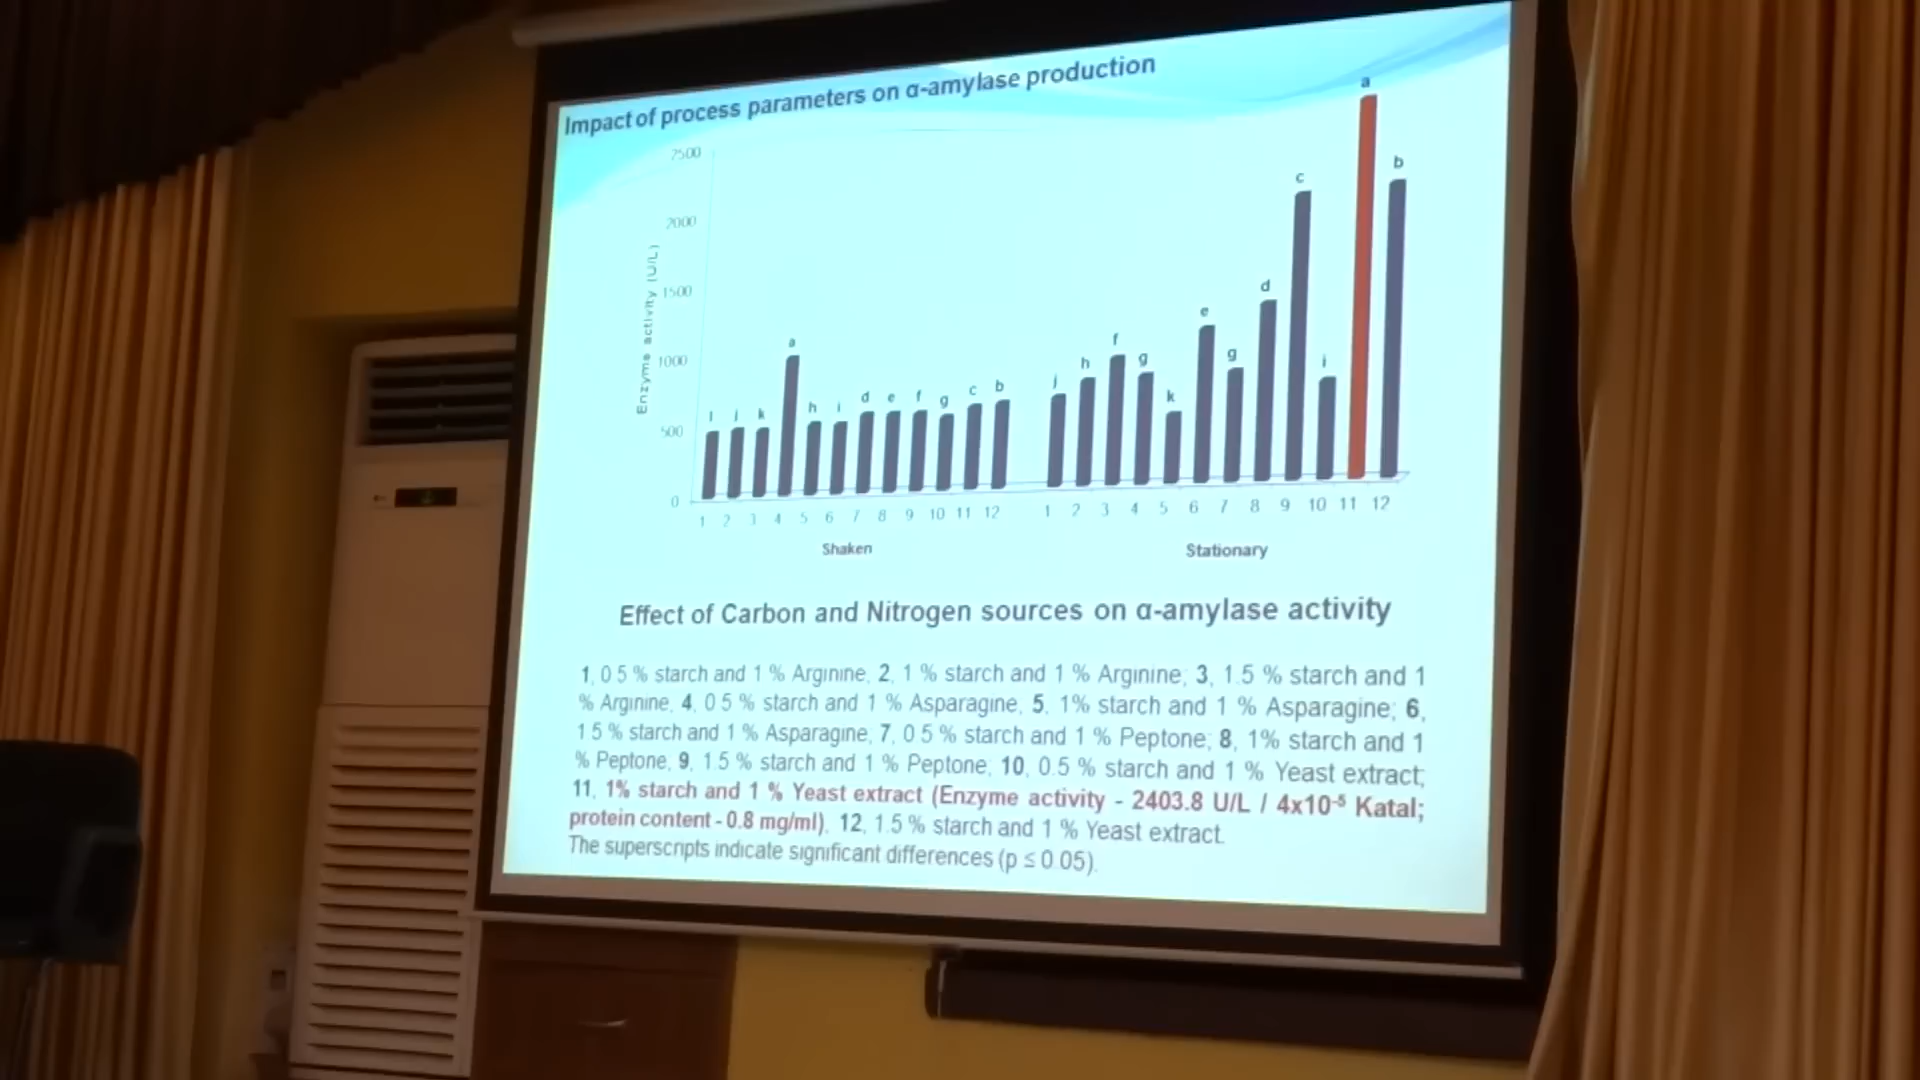 Impact of process parameters on α-amylase production
Enzyme activity (U/L)
2500
2000
1500
1000
500
0
l j k a h i d e f g c b
j h f g k e g d c i a b
1 2 3 4 5 6 7 8 9 10 11 12
1 2 3 4 5 6 7 8 9 10 11 12
Shaken
Stationary
Effect of Carbon and Nitrogen sources on α-amylase activity
1, 0.5 % starch and 1 % Arginine, 2, 1 % starch and 1 % Arginine; 3, 1.5 % starch and 1
% Arginine, 4, 0.5 % starch and 1 % Asparagine, 5, 1% starch and 1 % Asparagine; 6,
1.5 % starch and 1 % Asparagine, 7, 0.5 % starch and 1 % Peptone; 8, 1% starch and 1
% Peptone, 9, 1.5 % starch and 1 % Peptone; 10, 0.5 % starch and 1 % Yeast extract;
11, 1% starch and 1 % Yeast extract (Enzyme activity - 2403.8 U/L / 4x10⁻⁵ Katal;
protein content - 0.8 mg/ml), 12, 1.5 % starch and 1 % Yeast extract.
The superscripts indicate significant differences (p ≤ 0.05).